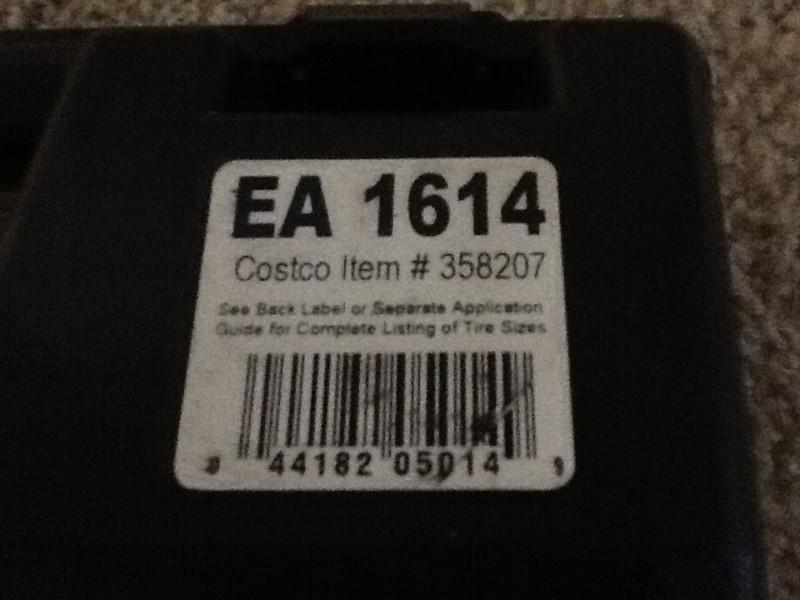 EA 1614
Costco Item # 358207
See Back Label or Separate Application
Guide for Complete Listing of Tire Sizes
44182 05014